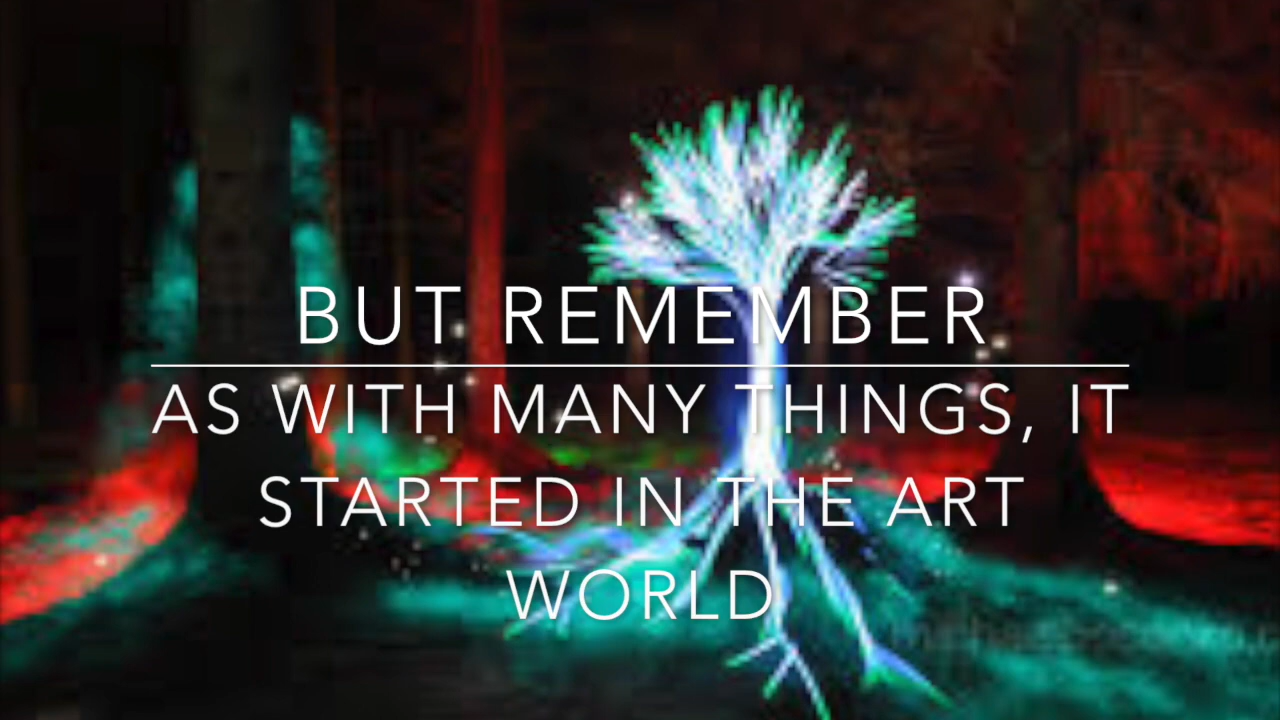 BUT REMEMBER
AS WITH MANY THINGS, IT
STARTED IN THE ART
WORLD